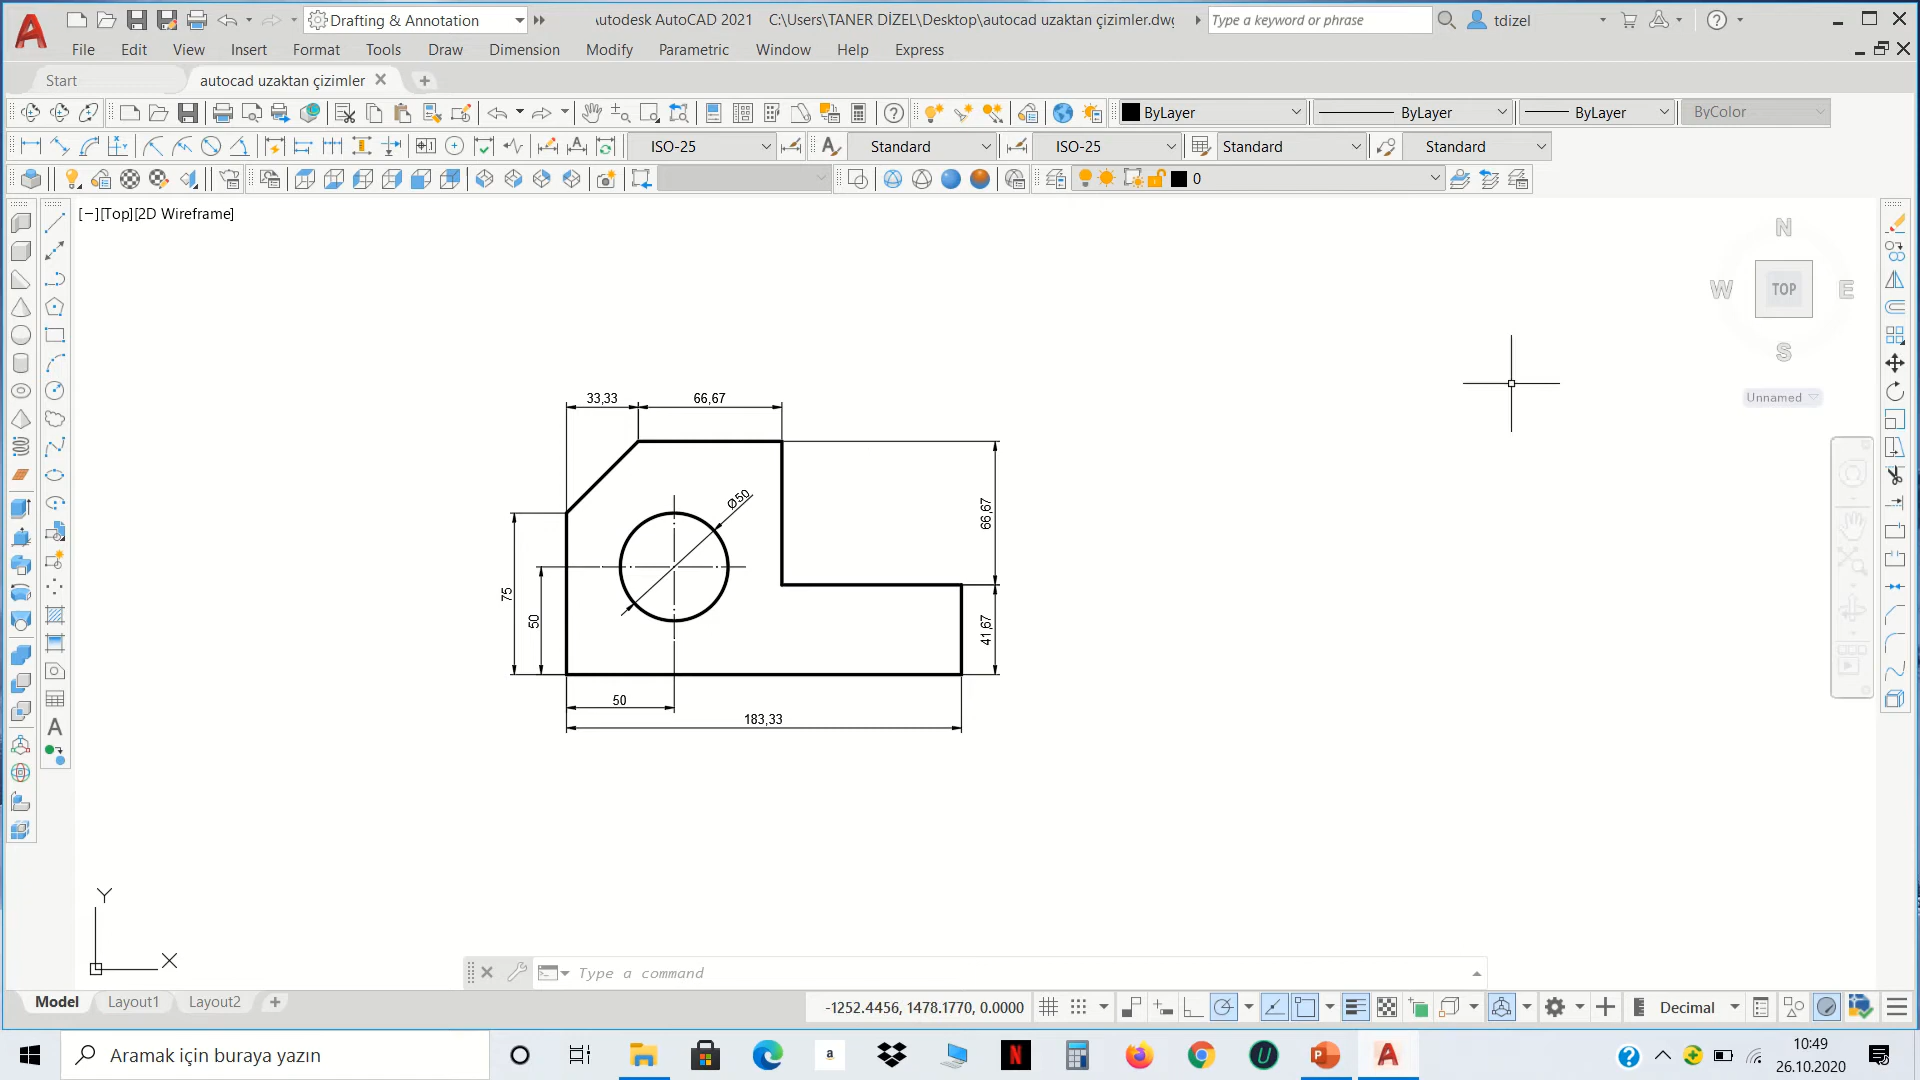 Drafting & Annotation
utodesk AutoCAD 2021 C:\Users\TANER DİZEL\Desktop\autocad uzaktan çizimler.dwg
Type a keyword or phrase
tdizel
File Edit View Insert Format Tools Draw Dimension Modify Parametric Window Help Express
Start
autocad uzaktan çizimler
ByLayer
ByLayer
ByLayer
ByColor
ISO-25
Standard
ISO-25
Standard
Standard
0
[−][Top][2D Wireframe]
N
W
TOP
E
S
Unnamed
33,33
66,67
Ø50
66,67
75
50
41,67
50
183,33
Y
X
A
Type a command
Model Layout1 Layout2
-1252.4456, 1478.1770, 0.0000
Decimal
Aramak için buraya yazın
a
N
U
P
A
10:49
26.10.2020